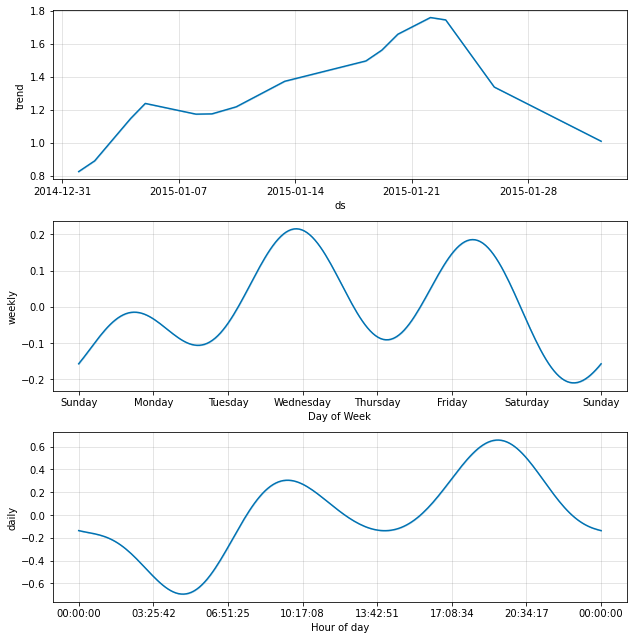 1.8
1.6
1.4
1.2
1.0
0.8
trend
2014-12-31 2015-01-07 2015-01-14 2015-01-21 2015-01-28
ds
0.2
0.1
0.0
−0.1
−0.2
weekly
Sunday Monday Tuesday Wednesday Thursday Friday Saturday Sunday
Day of Week
0.6
0.4
0.2
0.0
−0.2
−0.4
−0.6
daily
00:00:00 03:25:42 06:51:25 10:17:08 13:42:51 17:08:34 20:34:17 00:00:00
Hour of day